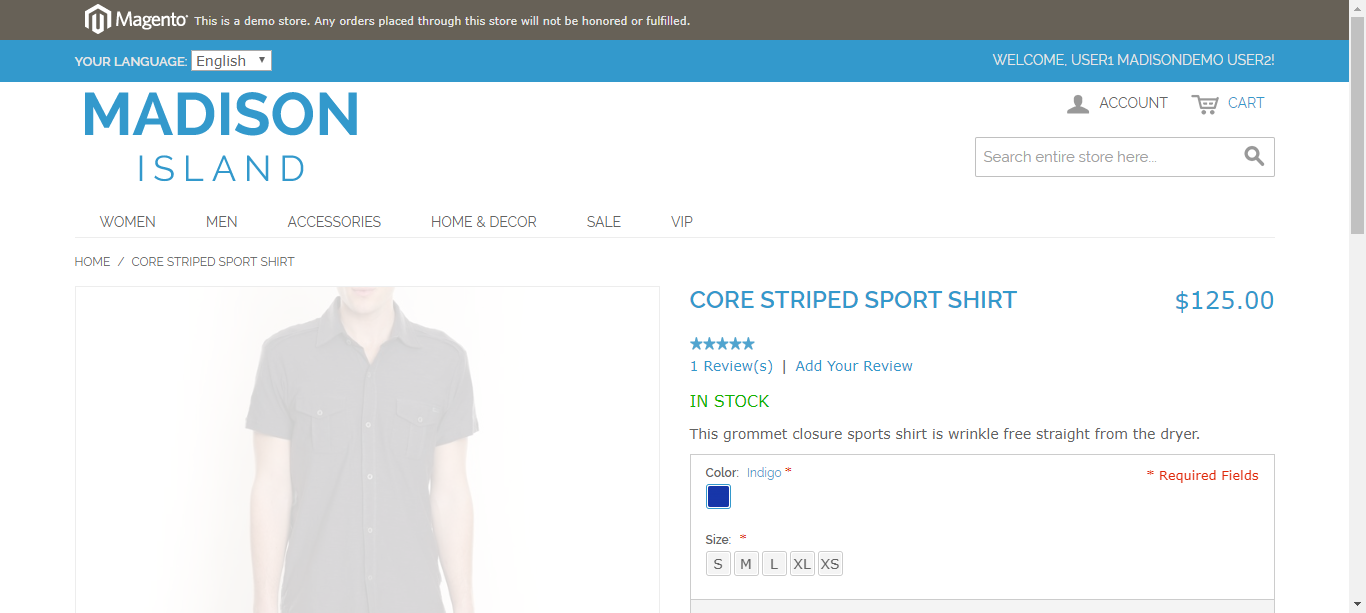 Magento This is a demo store. Any orders placed through this store will not be honored or fulfilled.
YOUR LANGUAGE: English WELCOME, USER1 MADISONDEMO USER2!
MADISON
ISLAND
ACCOUNT CART
Search entire store here...
WOMEN MEN ACCESSORIES HOME & DECOR SALE VIP
HOME / CORE STRIPED SPORT SHIRT
CORE STRIPED SPORT SHIRT $125.00
1 Review(s) | Add Your Review
IN STOCK
This grommet closure sports shirt is wrinkle free straight from the dryer.
Color: Indigo *
* Required Fields
Size: *
S M L XL XS